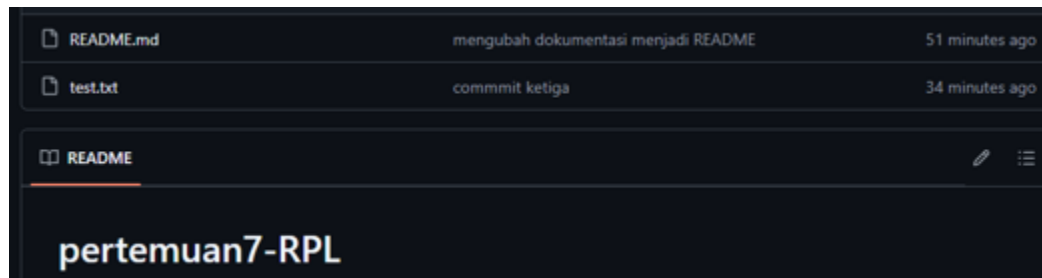 README.md mengubah dokumentasi menjadi README 51 minutes ago
test.txt commmit ketiga 34 minutes ago
README
pertemuan7-RPL